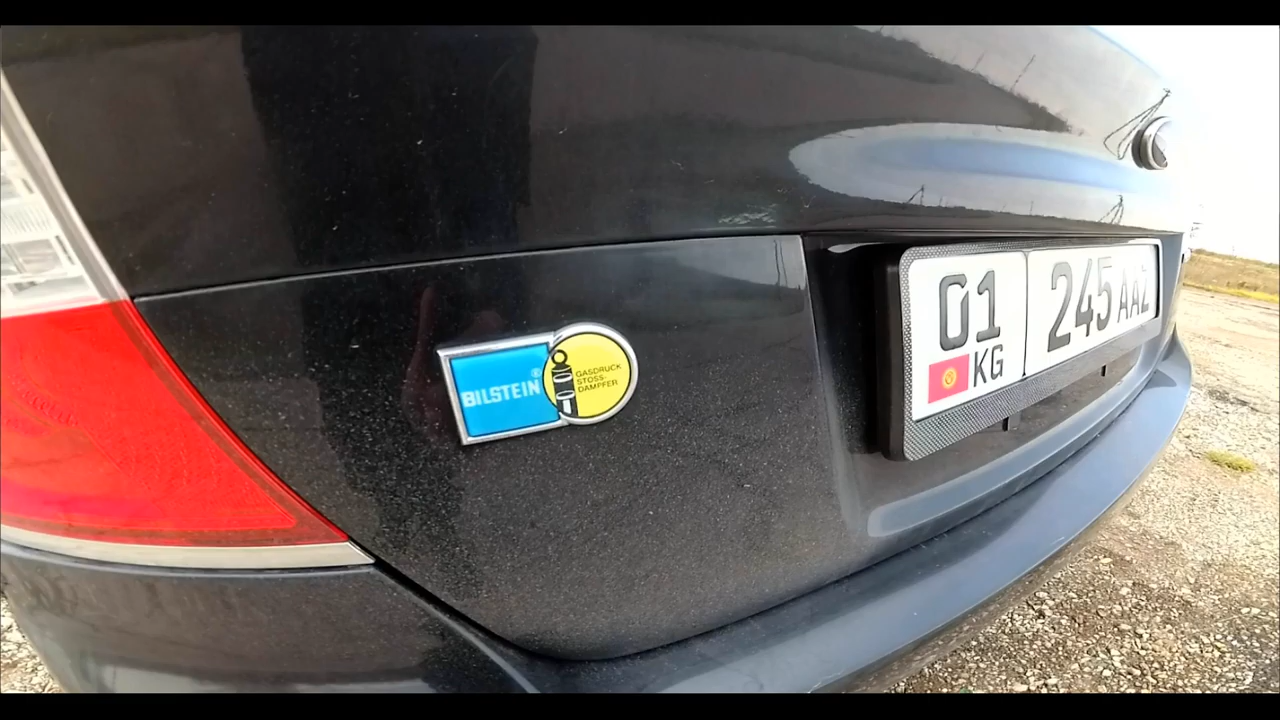 BILSTEIN®
GASDRUCK
STOSS-
DAMPFER
01
KG
245 AAZ